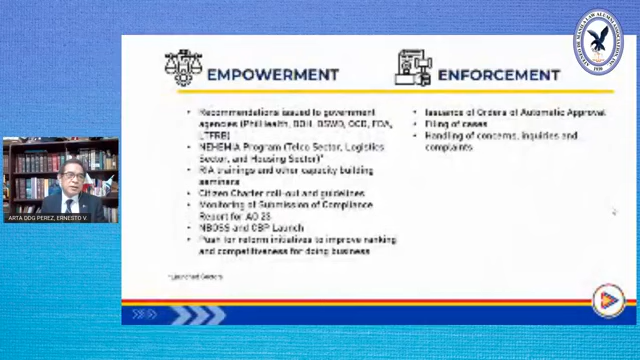 EMPOWERMENT
• Recommendations issued to government
agencies (PhilHealth, DOH, DSWD, OCD, FDA,
LTFRB)
• NEHEMIA Program (Telco Sector, Logistics
Sector, and Housing Sector)*
• RIA trainings and other capacity building
seminars
• Citizen Charter roll-out and guidelines
• Monitoring of Submission of Compliance
Report for AO 23
• NBOSS and CBP Launch
• Push for reform initiatives to improve ranking
and competitiveness for doing business
*Launched Sectors
ENFORCEMENT
• Issuance of Orders of Automatic Approval
• Filing of cases
• Handling of concerns, inquiries and
complaints
ARTA DDG PEREZ, ERNESTO V.